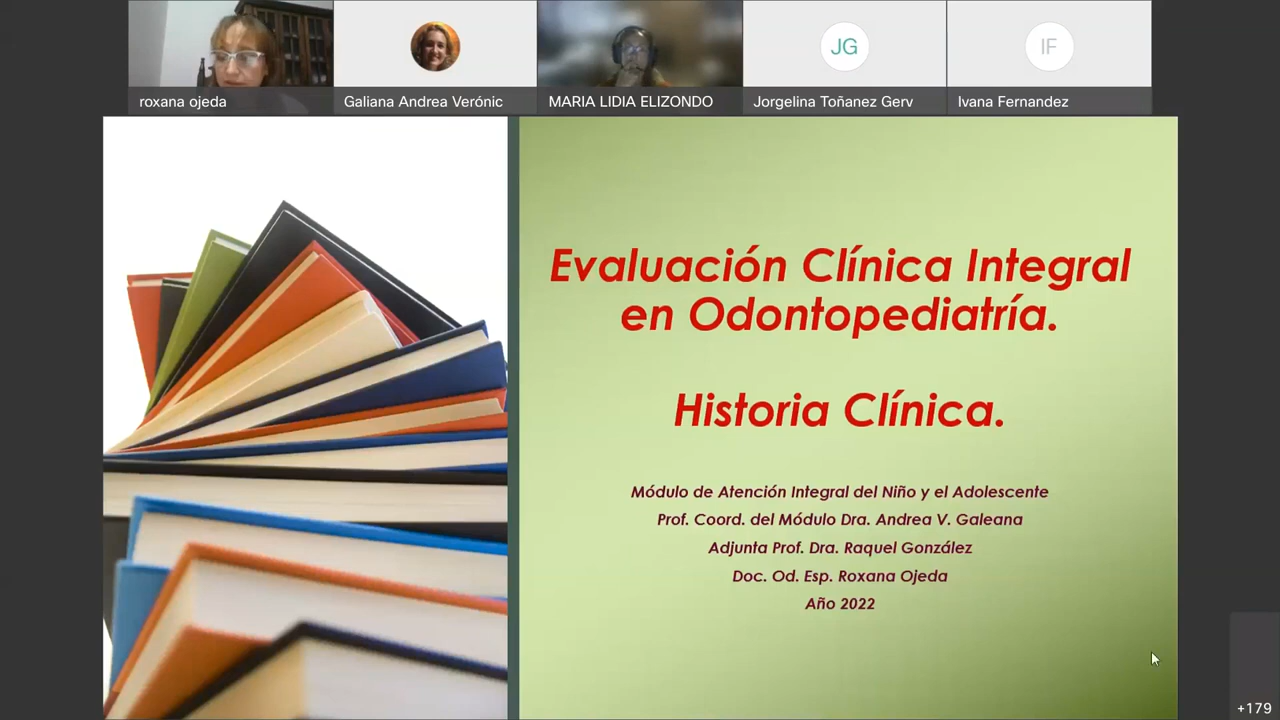 roxana ojeda
Galiana Andrea Verónic
MARIA LIDIA ELIZONDO
JG
Jorgelina Toñanez Gerv
IF
Ivana Fernandez
Evaluación Clínica Integral
en Odontopediatría.
Historia Clínica.
Módulo de Atención Integral del Niño y el Adolescente
Prof. Coord. del Módulo Dra. Andrea V. Galeana
Adjunta Prof. Dra. Raquel González
Doc. Od. Esp. Roxana Ojeda
Año 2022
+179